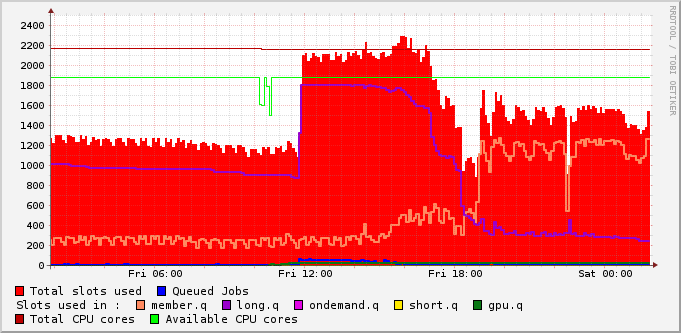 2400
2200
2000
1800
1600
1400
1200
1000
800
600
400
200
0
Fri 06:00 Fri 12:00 Fri 18:00 Sat 00:00
Total slots used Queued Jobs
Slots used in : member.q long.q ondemand.q short.q gpu.q
Total CPU cores Available CPU cores
RRDTOOL / TOBI OETIKER